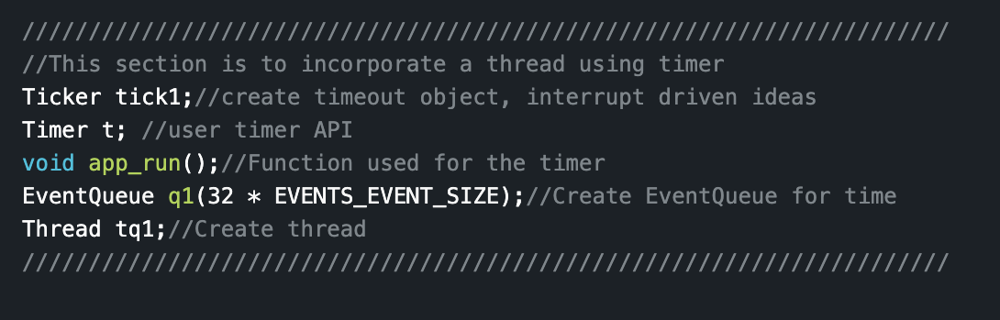 //////////////////////////////////////////////////////////////////////
//This section is to incorporate a thread using timer
Ticker tick1;//create timeout object, interrupt driven ideas
Timer t; //user timer API
void app_run();//Function used for the timer
EventQueue q1(32 * EVENTS_EVENT_SIZE);//Create EventQueue for time
Thread tq1;//Create thread
//////////////////////////////////////////////////////////////////////